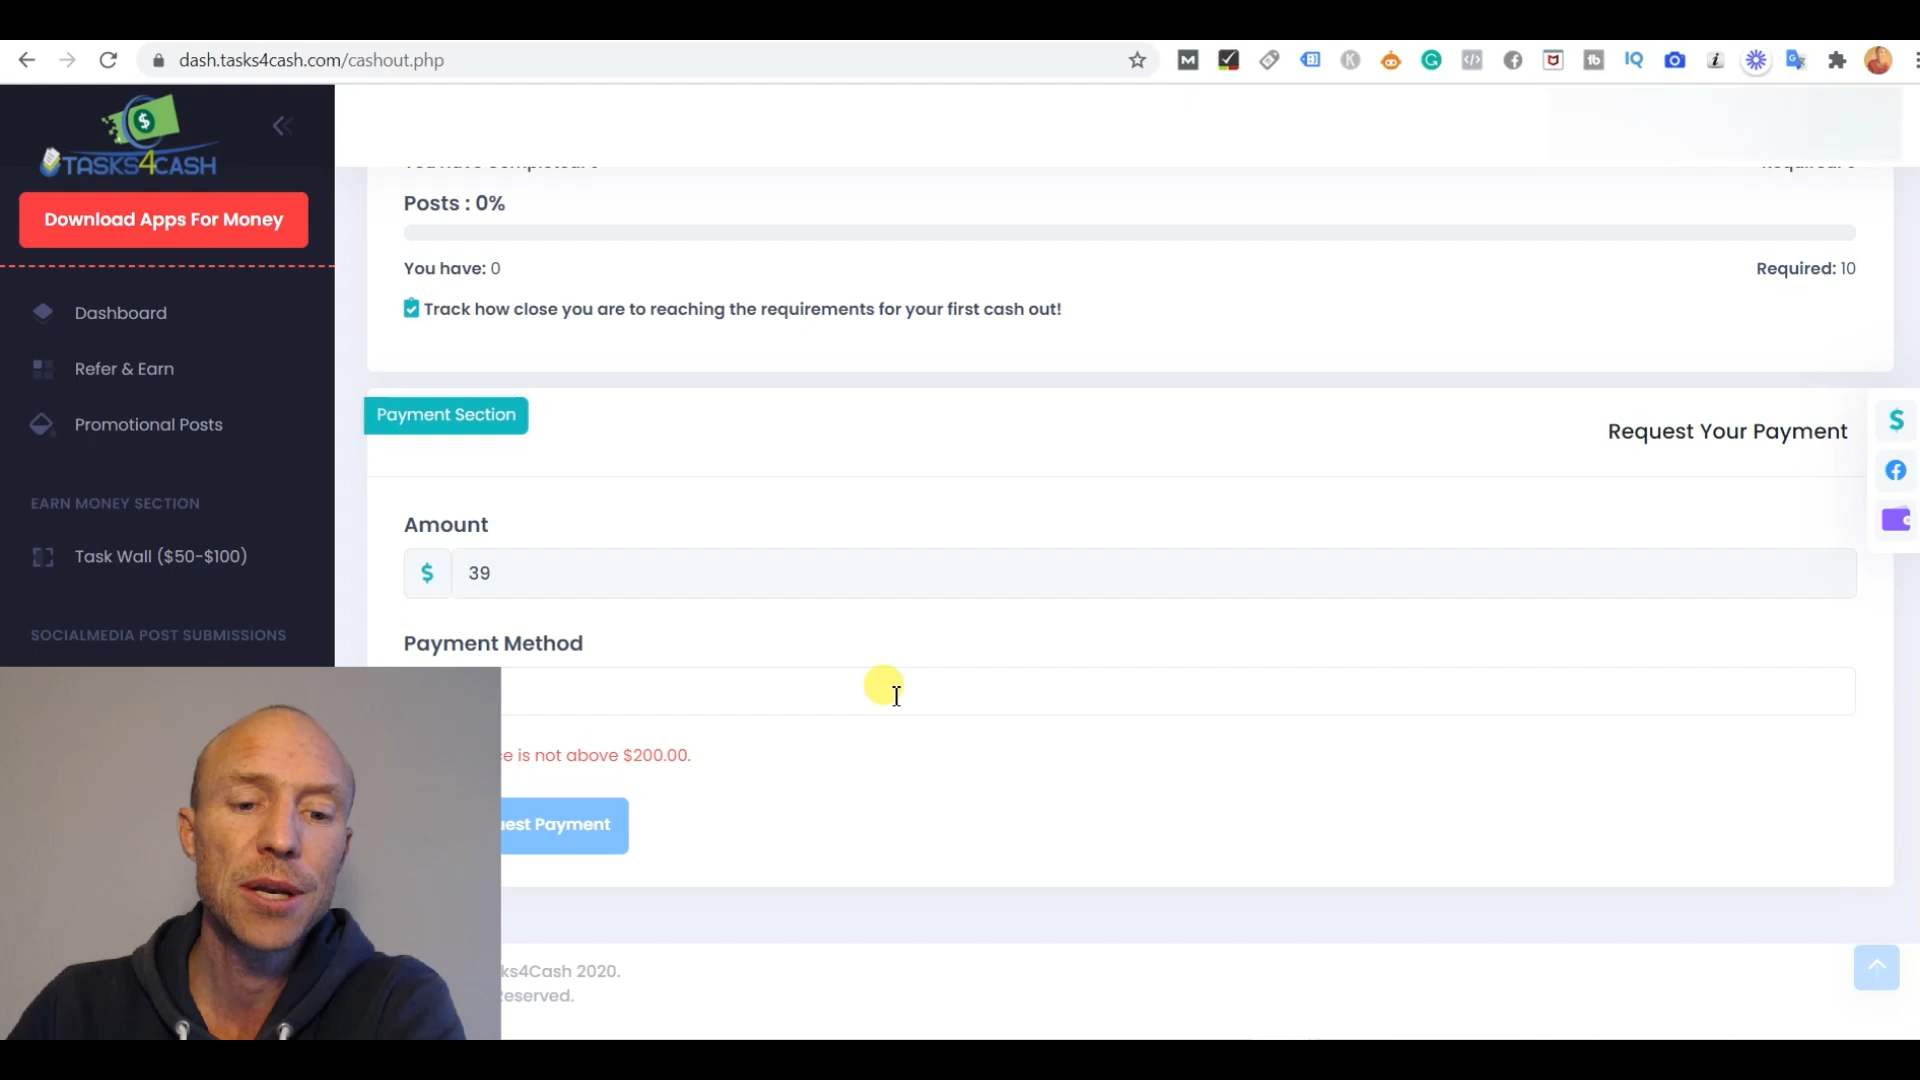 dash.tasks4cash.com/cashout.php
TASKS4CASH
Download Apps For Money
Dashboard
Refer & Earn
Promotional Posts
EARN MONEY SECTION
Task Wall ($50-$100)
SOCIALMEDIA POST SUBMISSIONS
Posts : 0%
You have: 0
Required: 10
Track how close you are to reaching the requirements for your first cash out!
Payment Section
Request Your Payment
Amount
$ 39
Payment Method
is not above $200.00.
Payment
2020.